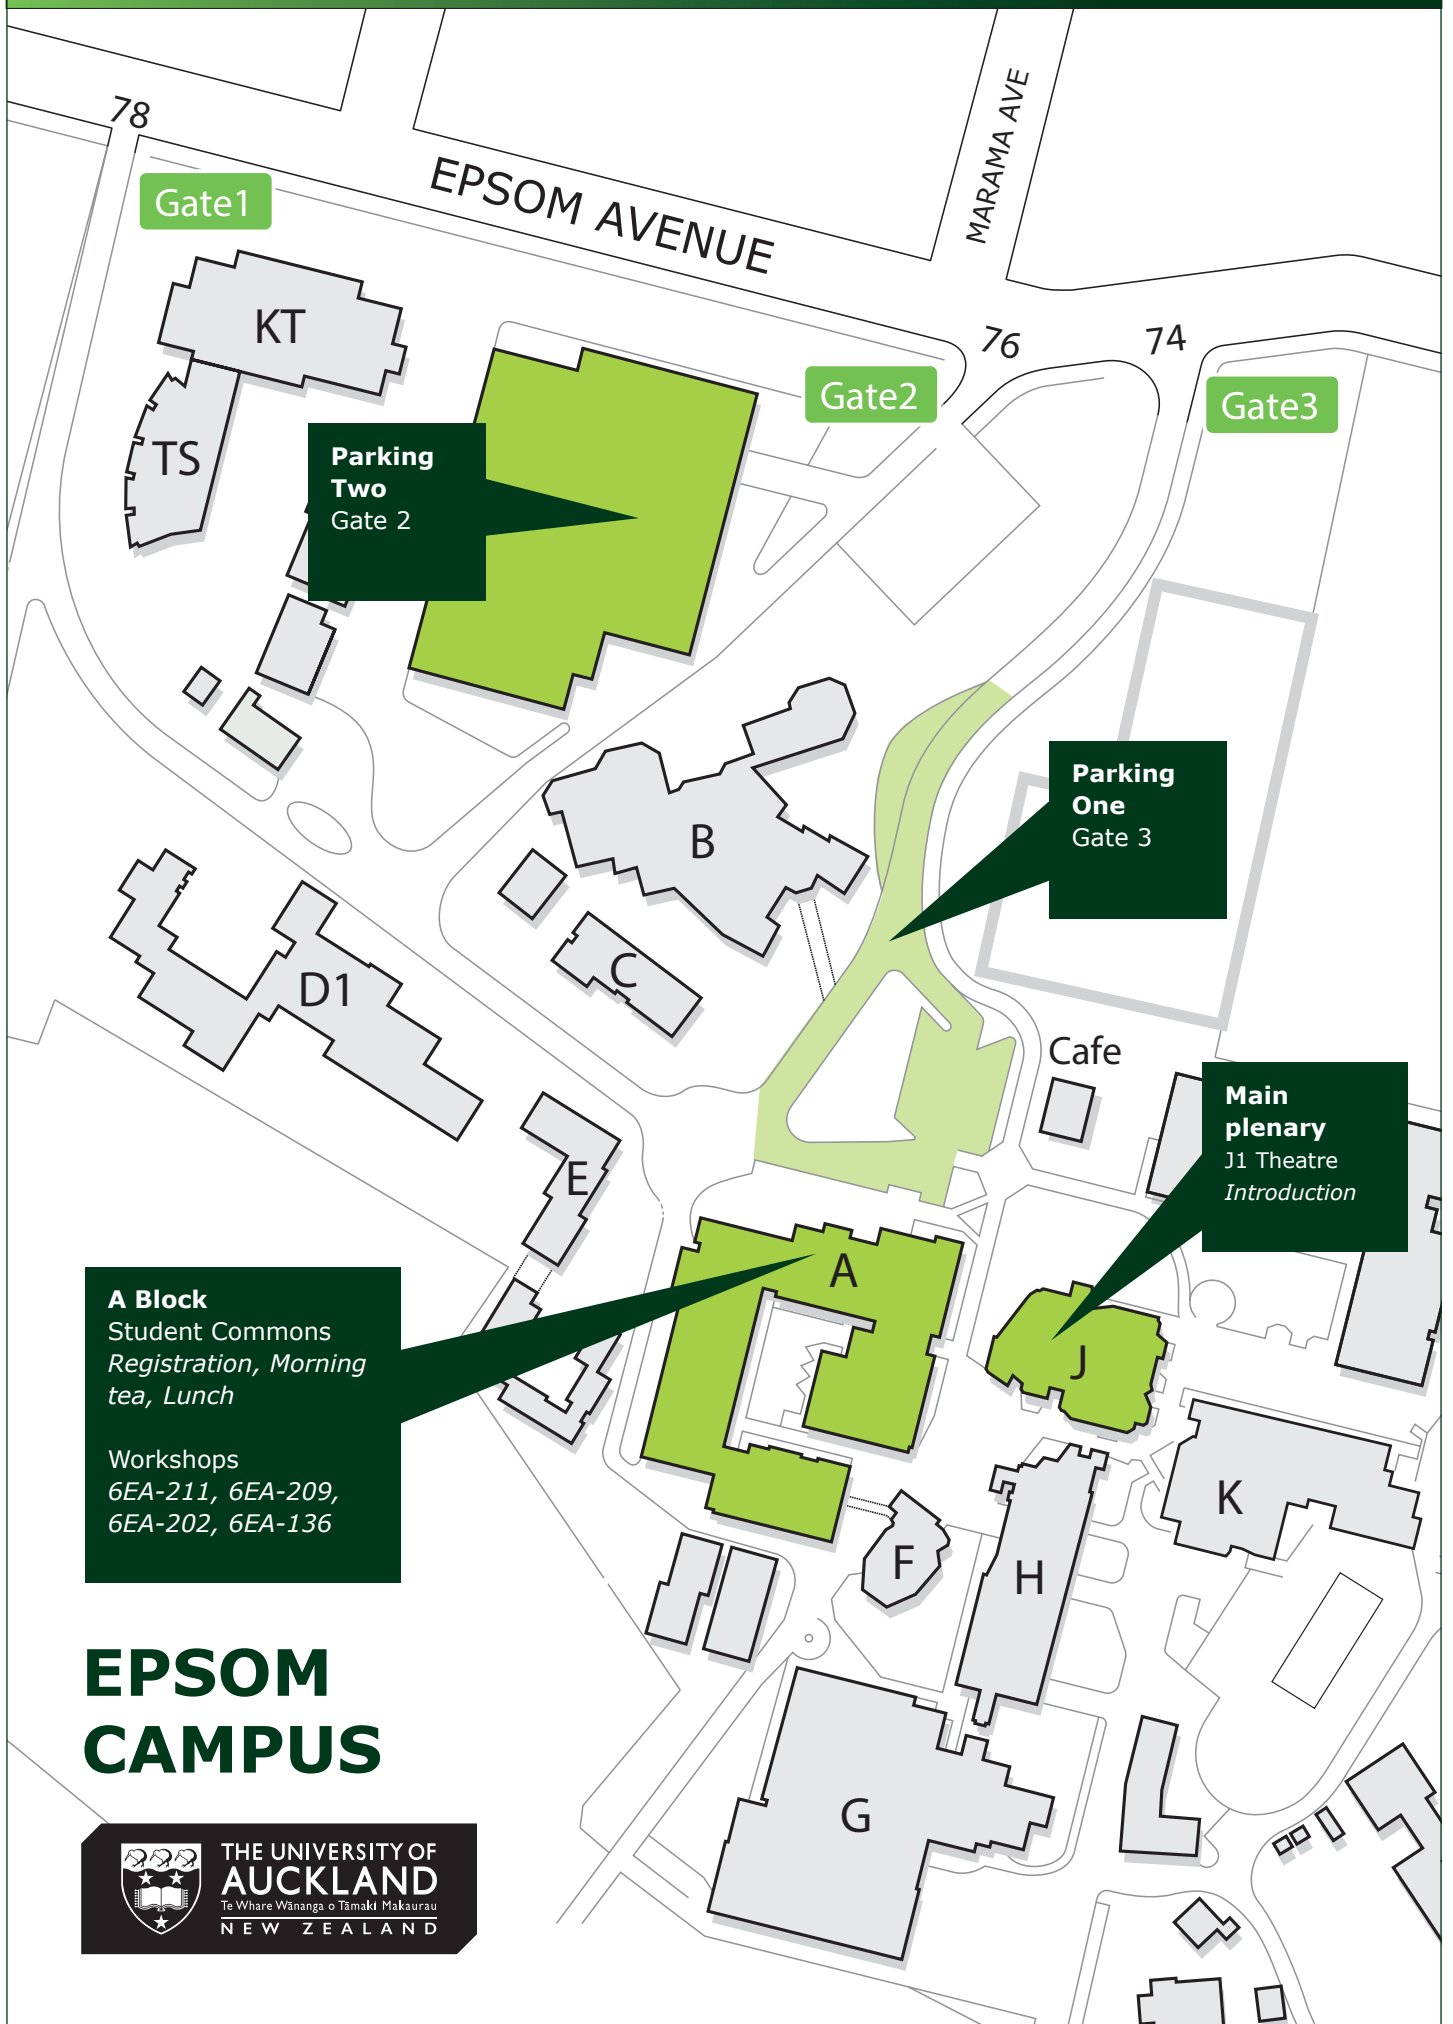 78
MARAMA AVE
EPSOM AVENUE
Gate1
KT
76
74
Gate2
Gate3
TS
Parking
Two
Gate 2
Parking
One
Gate 3
B
C
D1
Cafe
Main
plenary
J1 Theatre
Introduction
E
A
A Block
Student Commons
Registration, Morning
tea, Lunch
Workshops
6EA-211, 6EA-209,
6EA-202, 6EA-136
J
K
F
H
EPSOM
CAMPUS
G
THE UNIVERSITY OF
AUCKLAND
Te Whare Wānanga o Tāmaki Makaurau
NEW ZEALAND